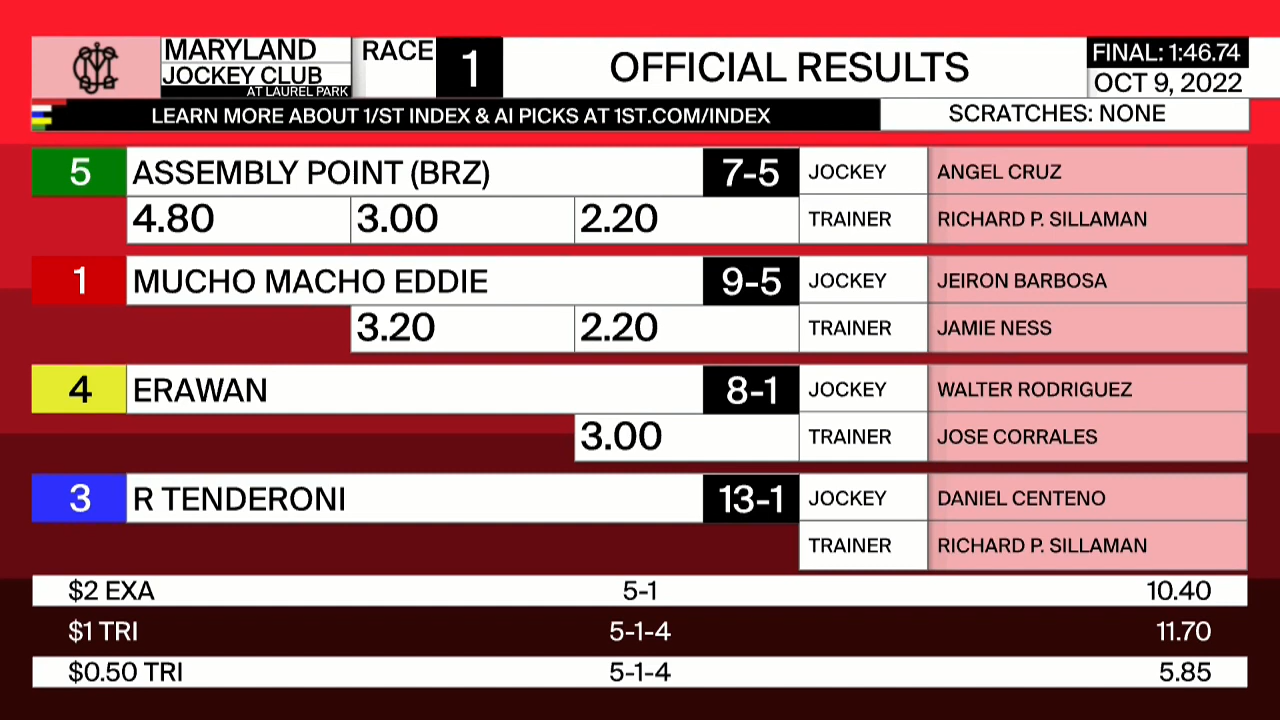 MARYLAND
JOCKEY CLUB
AT LAUREL PARK
RACE 1
OFFICIAL RESULTS
FINAL: 1:46.74
OCT 9, 2022
LEARN MORE ABOUT 1/ST INDEX & AI PICKS AT 1ST.COM/INDEX
SCRATCHES: NONE
5 ASSEMBLY POINT (BRZ) 7-5 JOCKEY ANGEL CRUZ
4.80 3.00 2.20 TRAINER RICHARD P. SILLAMAN
1 MUCHO MACHO EDDIE 9-5 JOCKEY JEIRON BARBOSA
3.20 2.20 TRAINER JAMIE NESS
4 ERAWAN 8-1 JOCKEY WALTER RODRIGUEZ
3.00 TRAINER JOSE CORRALES
3 R TENDERONI 13-1 JOCKEY DANIEL CENTENO
TRAINER RICHARD P. SILLAMAN
$2 EXA 5-1 10.40
$1 TRI 5-1-4 11.70
$0.50 TRI 5-1-4 5.85